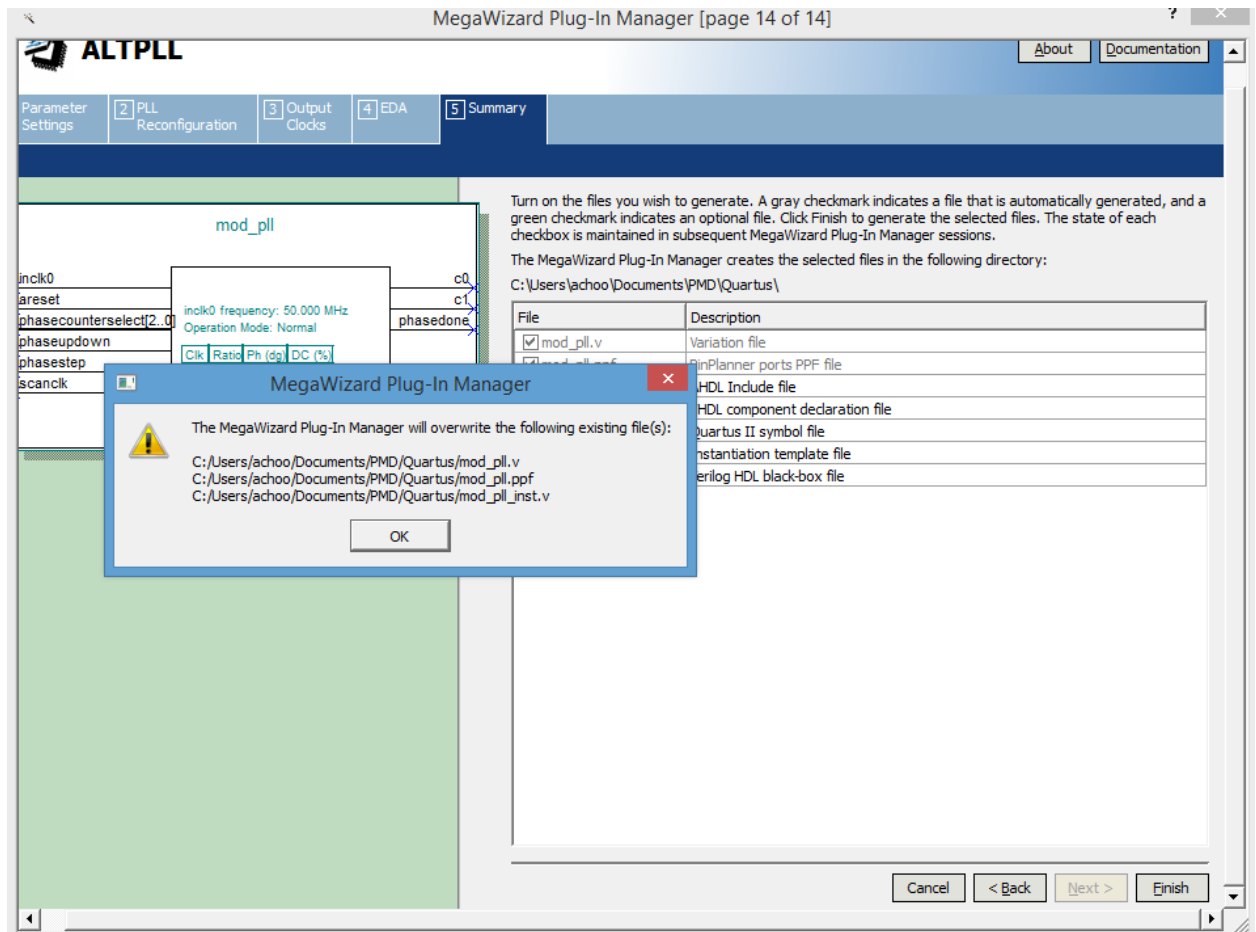 MegaWizard Plug-In Manager [page 14 of 14]
?
ALTPLL
About
Documentation
Parameter
Settings
2 PLL
Reconfiguration
3 Output
Clocks
4 EDA
5 Summary
mod_pll
inclk0
areset
phasecounterselect[2..0]
phaseupdown
phasestep
scanclk
inclk0 frequency: 50.000 MHz
Operation Mode: Normal
Clk Ratio Ph (dg) DC (%)
c0
c1
phasedone
Turn on the files you wish to generate. A gray checkmark indicates a file that is automatically generated, and a
green checkmark indicates an optional file. Click Finish to generate the selected files. The state of each
checkbox is maintained in subsequent MegaWizard Plug-In Manager sessions.
The MegaWizard Plug-In Manager creates the selected files in the following directory:
C:\Users\achoo\Documents\PMD\Quartus\
File Description
mod_pll.v Variation file
mod_pll.ppf PinPlanner ports PPF file
AHDL Include file
HDL component declaration file
Quartus II symbol file
nstantiation template file
erilog HDL black-box file
MegaWizard Plug-In Manager
The MegaWizard Plug-In Manager will overwrite the following existing file(s):
C:/Users/achoo/Documents/PMD/Quartus/mod_pll.v
C:/Users/achoo/Documents/PMD/Quartus/mod_pll.ppf
C:/Users/achoo/Documents/PMD/Quartus/mod_pll_inst.v
OK
Cancel
< Back
Next >
Finish